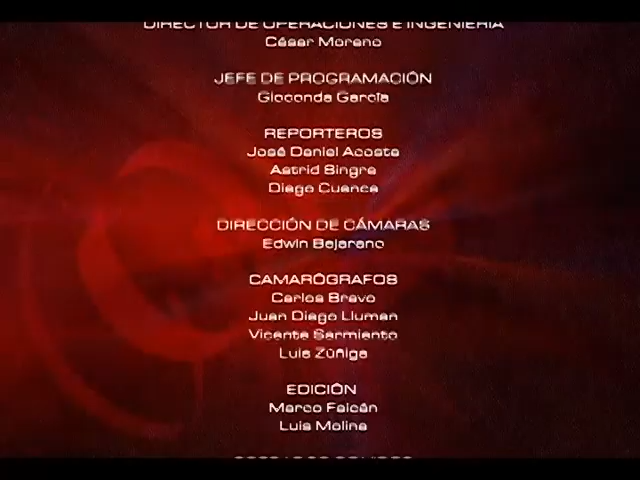 DIRECTOR DE OPERACIONES E INGENIERÍA
César Moreno
JEFE DE PROGRAMACIÓN
Gioconda García
REPORTEROS
José Daniel Acosta
Astrid Singre
Diego Cuenca
DIRECCIÓN DE CÁMARAS
Edwin Bejarano
CAMARÓGRAFOS
Carlos Bravo
Juan Diego Lluman
Vicente Sarmiento
Luis Zúñiga
EDICIÓN
Marco Falcán
Luis Molina